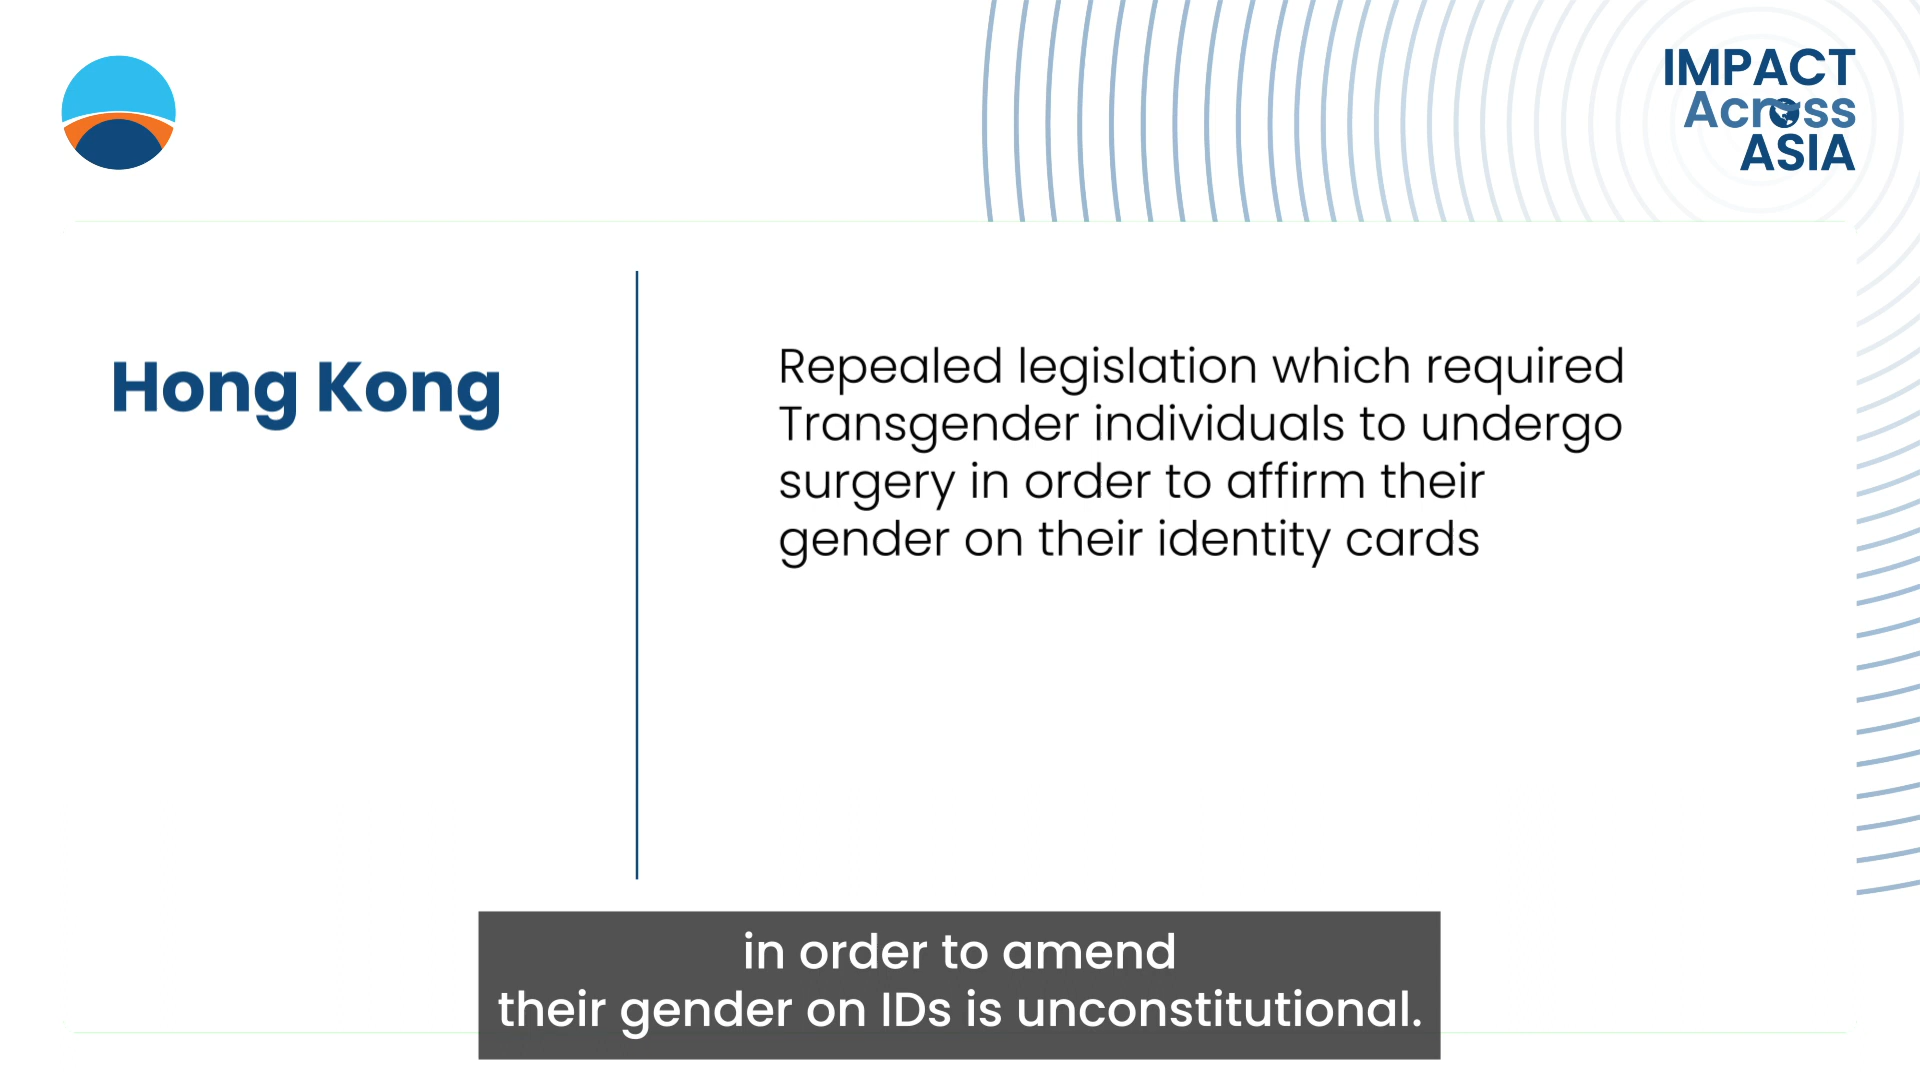 IMPACT
Across
ASIA
Hong Kong
Repealed legislation which required
Transgender individuals to undergo
surgery in order to affirm their
gender on their identity cards
in order to amend
their gender on IDs is unconstitutional.